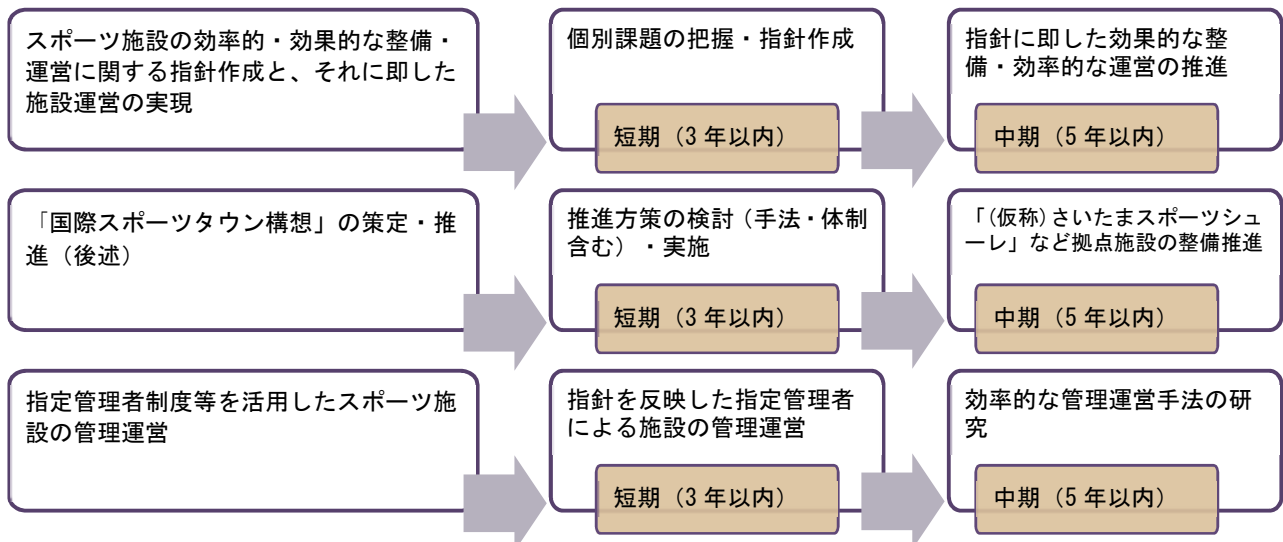 スポーツ施設の効率的・効果的な整備・
運営に関する指針作成と、それに即した
施設運営の実現
個別課題の把握・指針作成
短期（3 年以内）
指針に即した効果的な整
備・効率的な運営の推進
中期（5 年以内）
「国際スポーツタウン構想」の策定・推
進（後述）
推進方策の検討（手法・体制
含む）・実施
短期（3 年以内）
「(仮称)さいたまスポーツシュ
ーレ」など拠点施設の整備推進
中期（5 年以内）
指定管理者制度等を活用したスポーツ施
設の管理運営
指針を反映した指定管理者
による施設の管理運営
短期（3 年以内）
効率的な管理運営手法の研
究
中期（5 年以内）